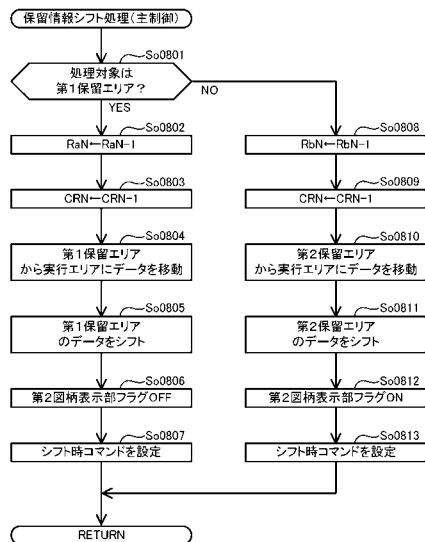 保留情報シフト処理(主制御)
So0801
処理対象は
第1保留エリア?
NO
YES
So0802
RaN←RaN-1
So0803
CRN←CRN-1
So0804
第1保留エリア
から実行エリアにデータを移動
So0805
第1保留エリア
のデータをシフト
So0806
第2図柄表示部フラグOFF
So0807
シフト時コマンドを設定
So0808
RbN←RbN-1
So0809
CRN←CRN-1
So0810
第2保留エリア
から実行エリアにデータを移動
So0811
第2保留エリア
のデータをシフト
So0812
第2図柄表示部フラグON
So0813
シフト時コマンドを設定
RETURN